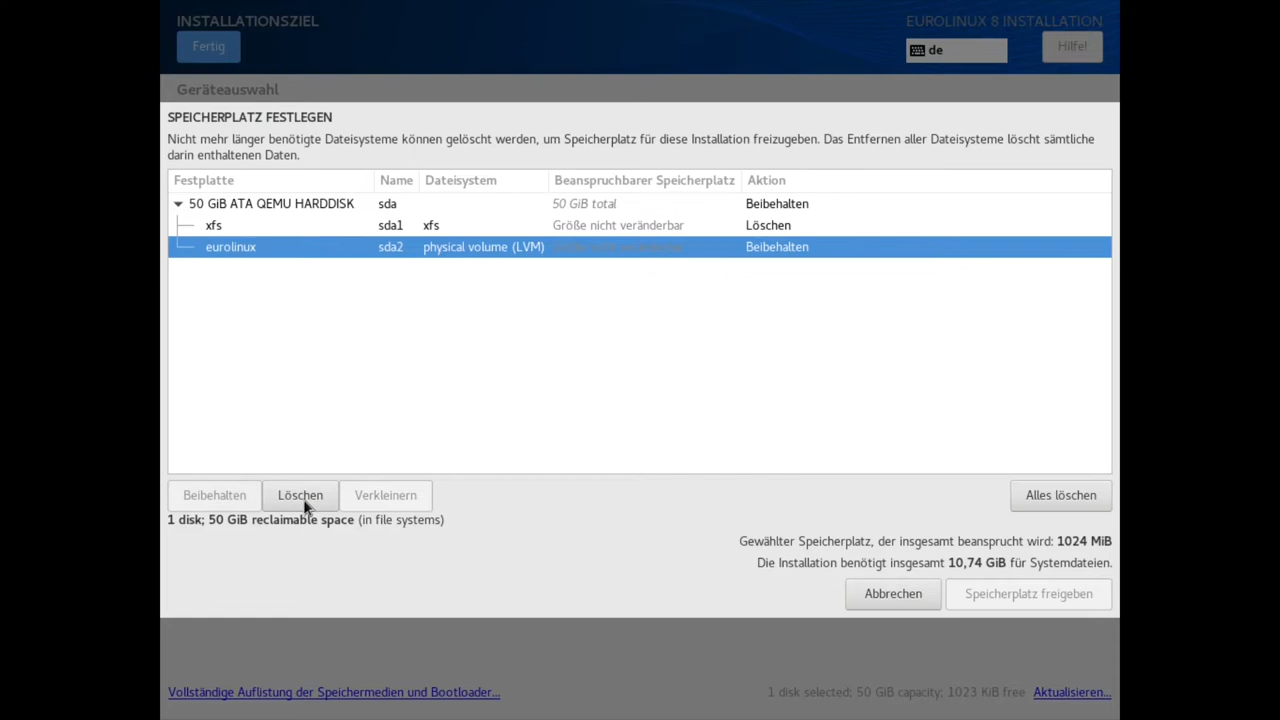 INSTALLATIONSZIEL
EUROLINUX 8 INSTALLATION
Fertig
de
Hilfe!
Geräteauswahl
SPEICHERPLATZ FESTLEGEN
Nicht mehr länger benötigte Dateisysteme können gelöscht werden, um Speicherplatz für diese Installation freizugeben. Das Entfernen aller Dateisysteme löscht sämtliche
darin enthaltenen Daten.
Festplatte Name Dateisystem Beanspruchbarer Speicherplatz Aktion
50 GiB ATA QEMU HARDDISK sda 50 GiB total Beibehalten
xfs sda1 xfs Größe nicht veränderbar Löschen
eurolinux sda2 physical volume (LVM) Größe nicht veränderbar Beibehalten
Beibehalten Löschen Verkleinern Alles löschen
1 disk; 50 GiB reclaimable space (in file systems)
Gewählter Speicherplatz, der insgesamt beansprucht wird: 1024 MiB
Die Installation benötigt insgesamt 10,74 GiB für Systemdateien.
Abbrechen Speicherplatz freigeben
Vollständige Auflistung der Speichermedien und Bootloader... 1 disk selected; 50 GiB capacity; 1023 KiB free Aktualisieren...